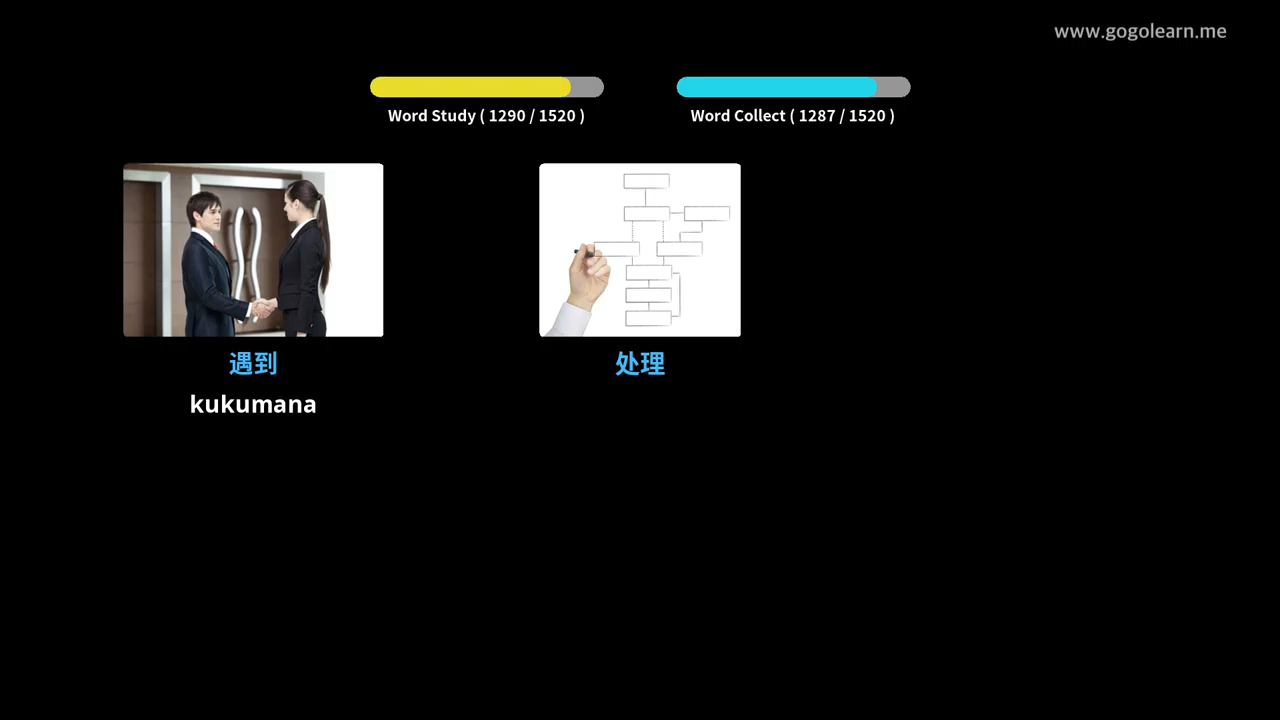 www.gogolearn.me
Word Study ( 1290 / 1520 )
Word Collect ( 1287 / 1520 )
遇到
处理
kukumana